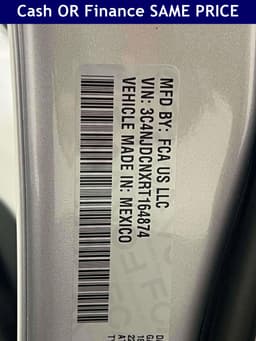 Cash OR Finance SAME PRICE
MFD BY: FCA US LLC
VIN: 3C4NJDCNXRT164874
VEHICLE MADE IN: MEXICO